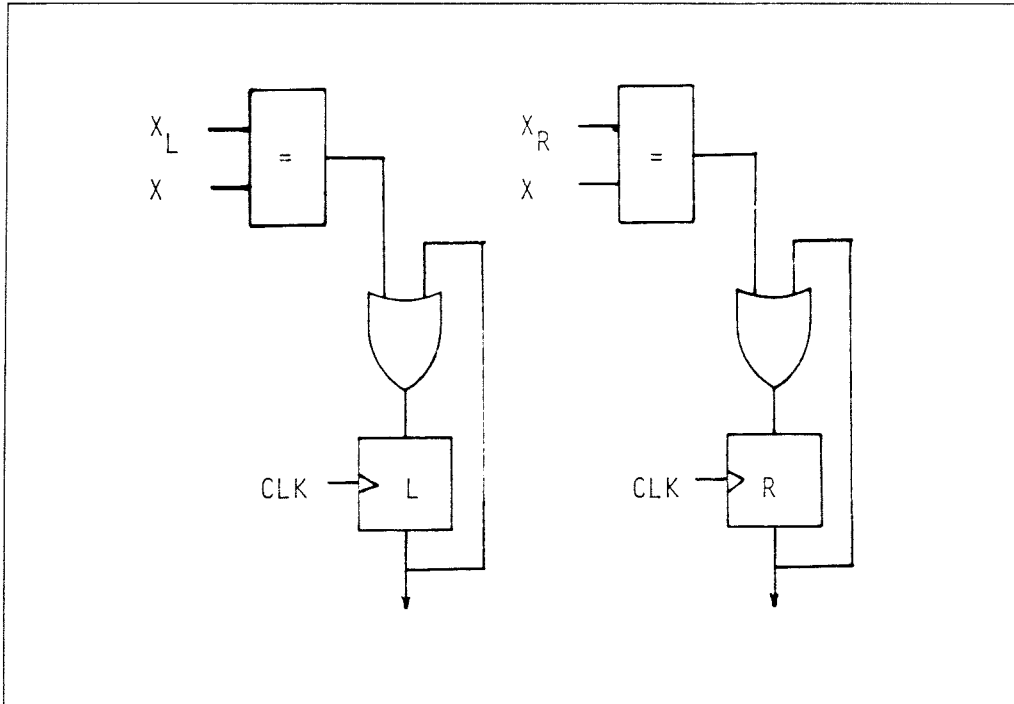 X_L
=
X
X_R
=
X
CLK
L
CLK
R